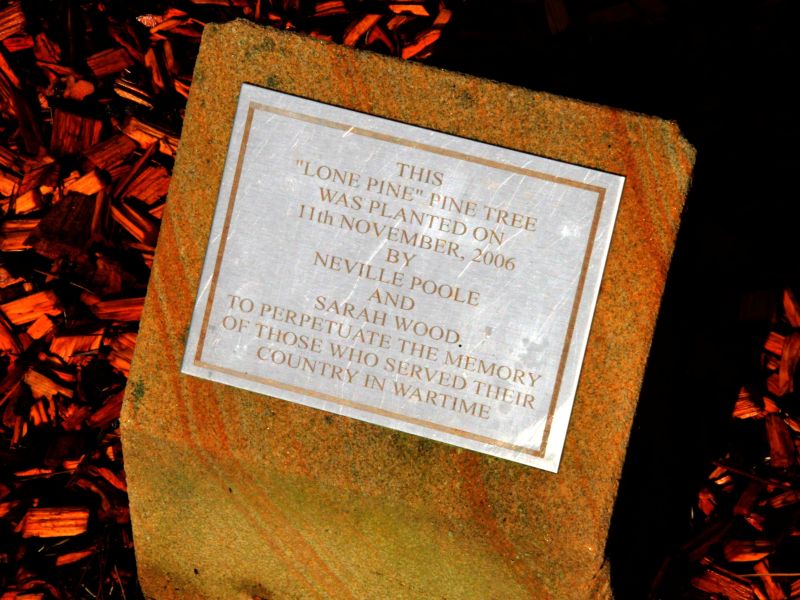 THIS
"LONE PINE" PINE TREE
WAS PLANTED ON
11th NOVEMBER, 2006
BY
NEVILLE POOLE
AND
SARAH WOOD.
TO PERPETUATE THE MEMORY
OF THOSE WHO SERVED THEIR
COUNTRY IN WARTIME